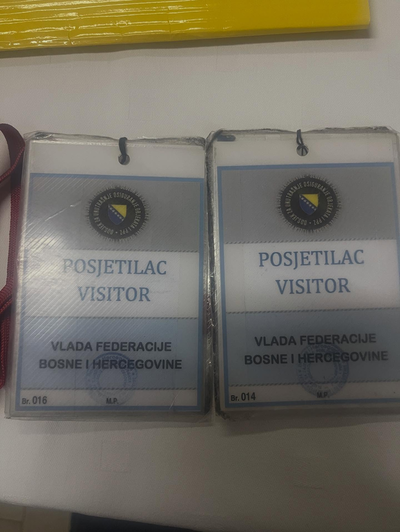 POSJETILAC
VISITOR
VLADA FEDERACIJE
BOSNE I HERCEGOVINE
Br. 016
M.P.
POSJETILAC
VISITOR
VLADA FEDERACIJE
BOSNE I HERCEGOVINE
Br. 014
M.P.